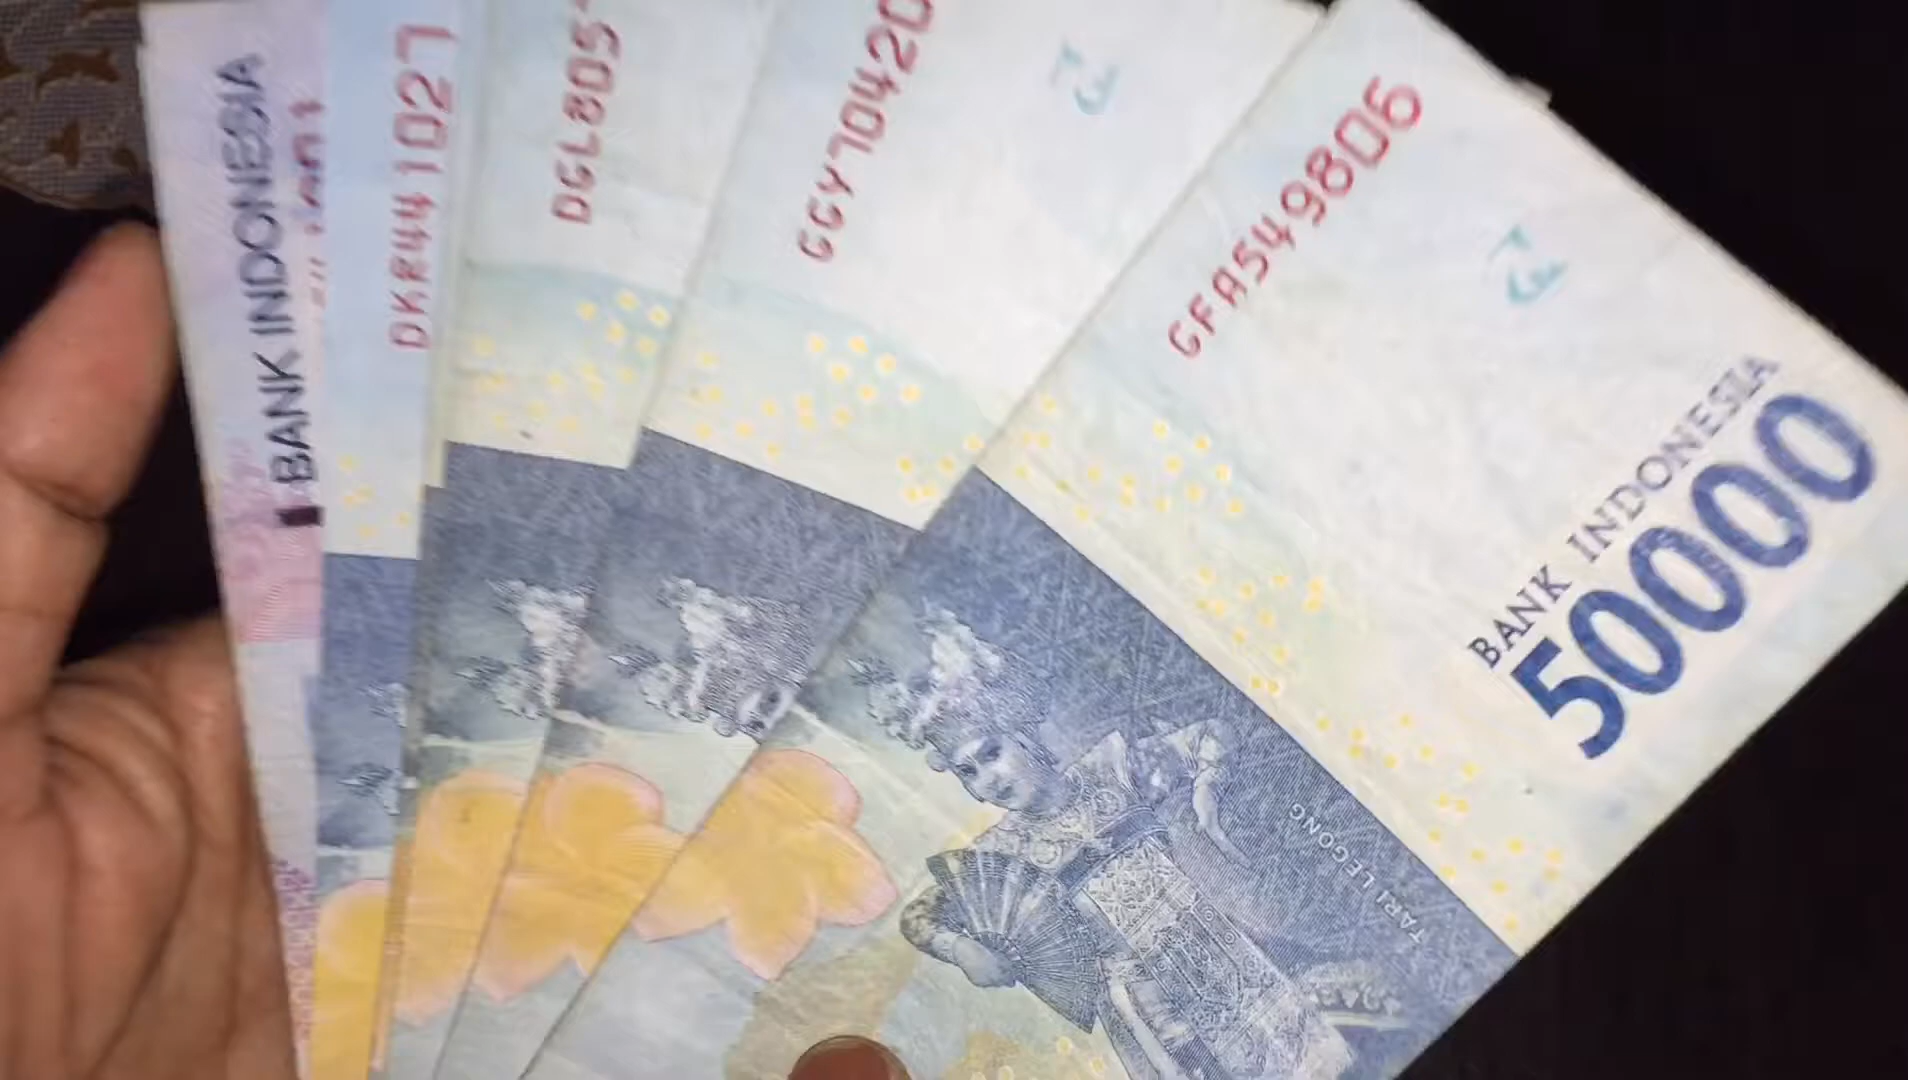 BANK INDONESIA
DKR441027
DGL805
GGY70420
GFA549806
BANK INDONESIA
50000
TARI LEGONG